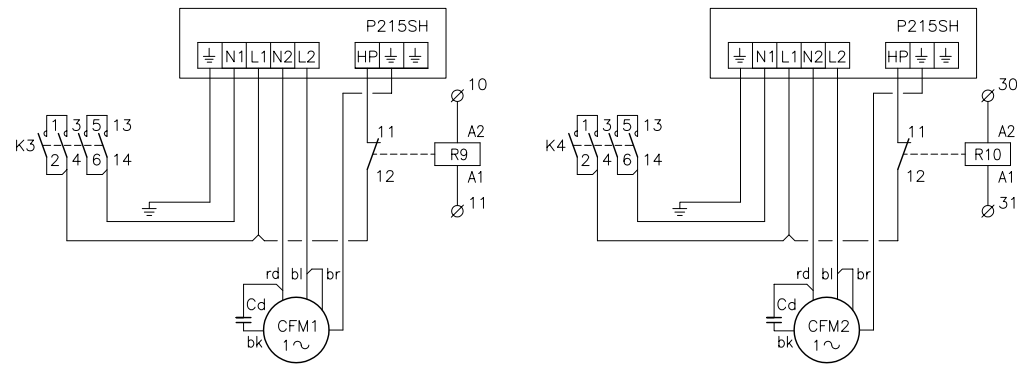 P215SH P215SH
N1 L1 N2 L2 HP N1 L1 N2 L2 HP
10 30
1 3 5 13 11 A2 1 3 5 13 11 A2
K3 R9 K4 R10
2 4 6 14 12 A1 2 4 6 14 12 A1
11 31
rd bl br rd bl br
Cd Cd
CFM1 CFM2
bk 1 bk 1